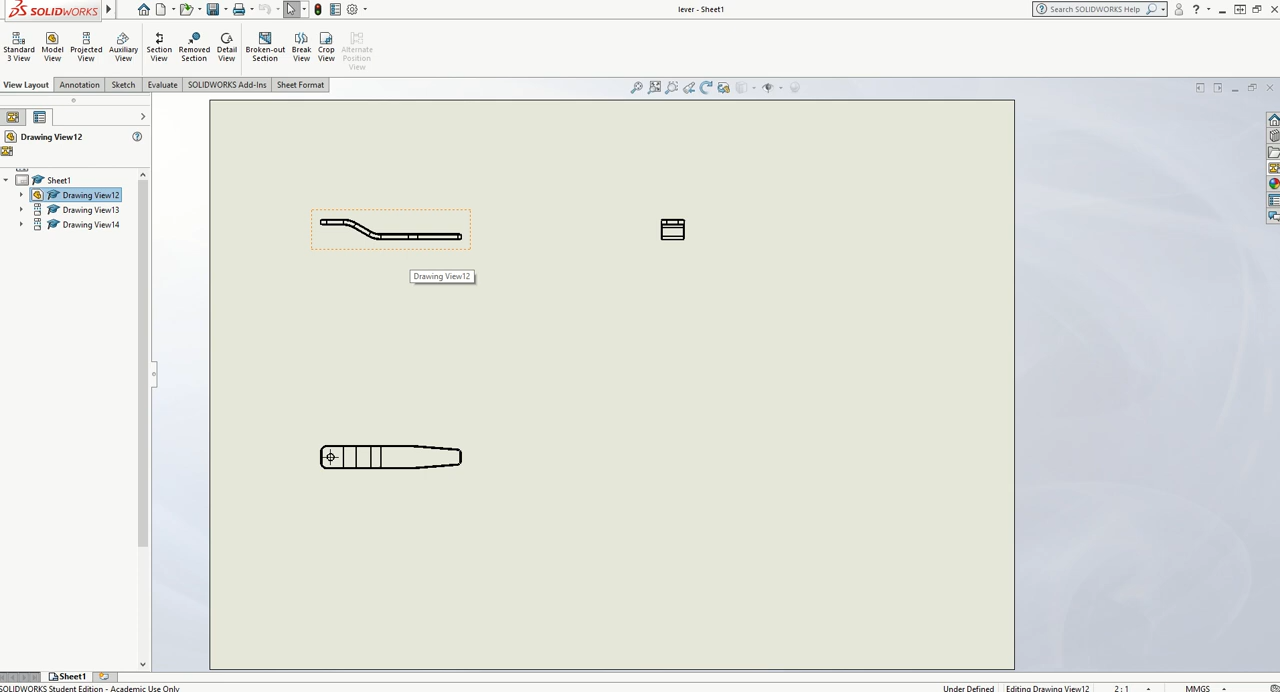 SOLIDWORKS
lever - Sheet1
Search SOLIDWORKS Help
Standard 3 View
Model View
Projected View
Auxiliary View
Section View
Removed Section
Detail View
Broken-out Section
Break View
Crop View
Alternate Position View
View Layout
Annotation
Sketch
Evaluate
SOLIDWORKS Add-Ins
Sheet Format
Drawing View12
Sheet1
Drawing View12
Drawing View13
Drawing View14
Drawing View12
Sheet1
SOLIDWORKS Student Edition - Academic Use Only
Under Defined
Editing Drawing View12
2 : 1
MMGS